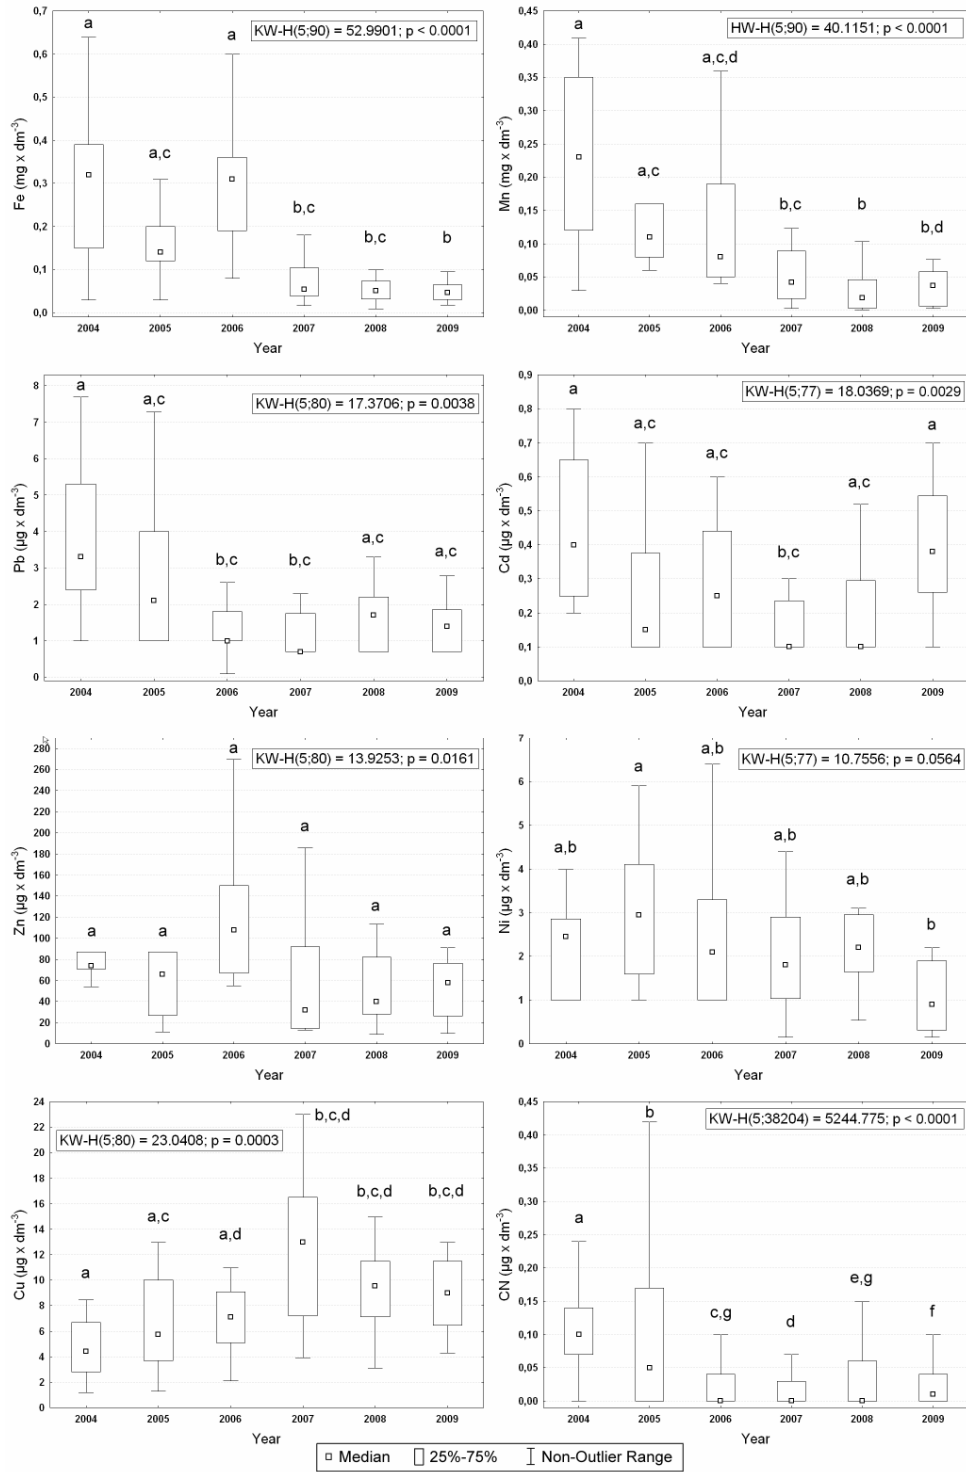 KW-H(5;90) = 52.9901; p < 0.0001
Fe (mg x dm-3)
0,7
0,6
0,5
0,4
0,3
0,2
0,1
0,0
a
a,c
a
b,c
b,c
b
2004 2005 2006 2007 2008 2009
Year
HW-H(5;90) = 40.1151; p < 0.0001
Mn (mg x dm-3)
0,45
0,40
0,35
0,30
0,25
0,20
0,15
0,10
0,05
0,00
a
a,c
a,c,d
b,c
b
b,d
2004 2005 2006 2007 2008 2009
Year
KW-H(5;80) = 17.3706; p = 0.0038
Pb (µg x dm-3)
8
7
6
5
4
3
2
1
0
a
a,c
b,c
b,c
a,c
a,c
2004 2005 2006 2007 2008 2009
Year
KW-H(5;77) = 18.0369; p = 0.0029
Cd (µg x dm-3)
0,9
0,8
0,7
0,6
0,5
0,4
0,3
0,2
0,1
0,0
a
a,c
a,c
b,c
a,c
a
2004 2005 2006 2007 2008 2009
Year
KW-H(5;80) = 13.9253; p = 0.0161
Zn (µg x dm-3)
280
260
240
220
200
180
160
140
120
100
80
60
40
20
0
a
a
a
a
a
a
2004 2005 2006 2007 2008 2009
Year
KW-H(5;77) = 10.7556; p = 0.0564
Ni (µg x dm-3)
7
6
5
4
3
2
1
0
a,b
a
a,b
a,b
a,b
b
2004 2005 2006 2007 2008 2009
Year
KW-H(5;80) = 23.0408; p = 0.0003
Cu (µg x dm-3)
24
22
20
18
16
14
12
10
8
6
4
2
0
a
a,c
a,d
b,c,d
b,c,d
b,c,d
2004 2005 2006 2007 2008 2009
Year
KW-H(5;38204) = 5244.775; p < 0.0001
CN (µg x dm-3)
0,45
0,40
0,35
0,30
0,25
0,20
0,15
0,10
0,05
0,00
a
b
c,g
d
e,g
f
2004 2005 2006 2007 2008 2009
Year
Median 25%-75% Non-Outlier Range